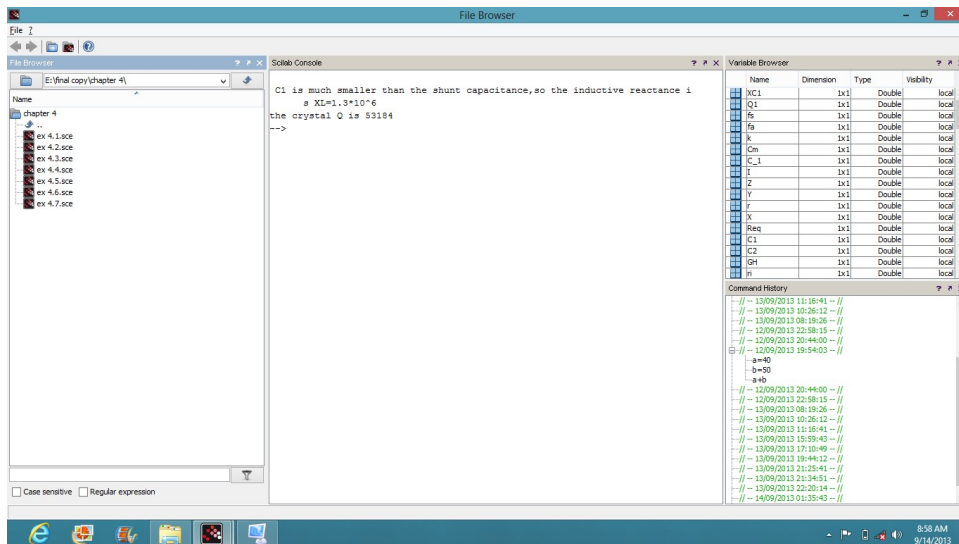 File Browser
File ?
File Browser
E:\final copy\chapter 4\
Name
chapter 4
..
ex 4.1.sce
ex 4.2.sce
ex 4.3.sce
ex 4.4.sce
ex 4.5.sce
ex 4.6.sce
ex 4.7.sce
Case sensitive Regular expression
Scilab Console
C1 is much smaller than the shunt capacitance,so the inductive reactance i
s XL=1.3*10^6
the crystal Q is 53184
-->
Variable Browser
Name Dimension Type Visibility
XC1 1x1 Double local
Q1 1x1 Double local
fs 1x1 Double local
fa 1x1 Double local
k 1x1 Double local
Cm 1x1 Double local
C_1 1x1 Double local
I 1x1 Double local
Z 1x1 Double local
Y 1x1 Double local
r 1x1 Double local
X 1x1 Double local
Req 1x1 Double local
C1 1x1 Double local
C2 1x1 Double local
GH 1x1 Double local
ri 1x1 Double local
Command History
// -- 13/09/2013 11:16:41 -- //
// -- 13/09/2013 10:26:12 -- //
// -- 13/09/2013 08:19:26 -- //
// -- 12/09/2013 22:58:15 -- //
// -- 12/09/2013 20:44:00 -- //
// -- 12/09/2013 19:54:03 -- //
a=40
b=50
a+b
// -- 12/09/2013 20:44:00 -- //
// -- 12/09/2013 22:58:15 -- //
// -- 13/09/2013 08:19:26 -- //
// -- 13/09/2013 10:26:12 -- //
// -- 13/09/2013 11:16:41 -- //
// -- 13/09/2013 15:59:43 -- //
// -- 13/09/2013 17:10:49 -- //
// -- 13/09/2013 19:44:12 -- //
// -- 13/09/2013 21:25:41 -- //
// -- 13/09/2013 21:34:51 -- //
// -- 13/09/2013 22:20:14 -- //
// -- 14/09/2013 01:35:43 -- //
8:58 AM
9/14/2013